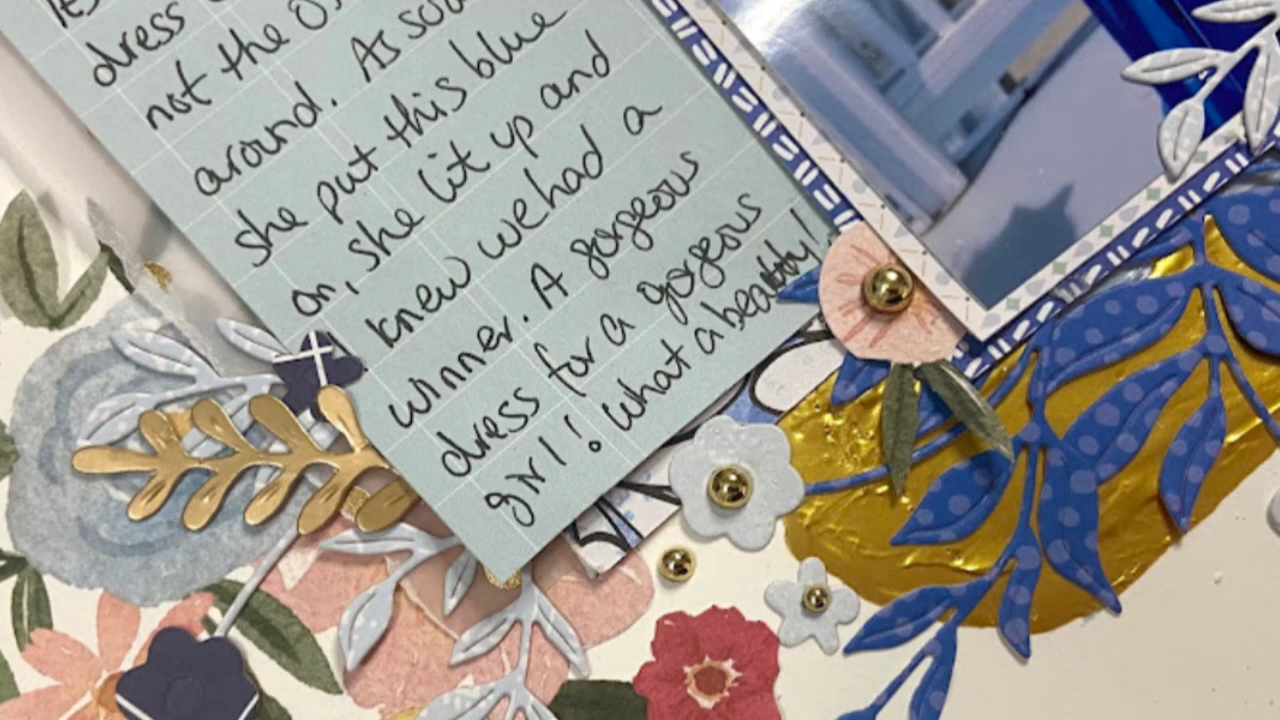 dress
not the
around. As soo
she put this blue
on, she lit up and
knew we had a
winner. A gorgeous
dress for a gorgeous
girl! What a beauty!